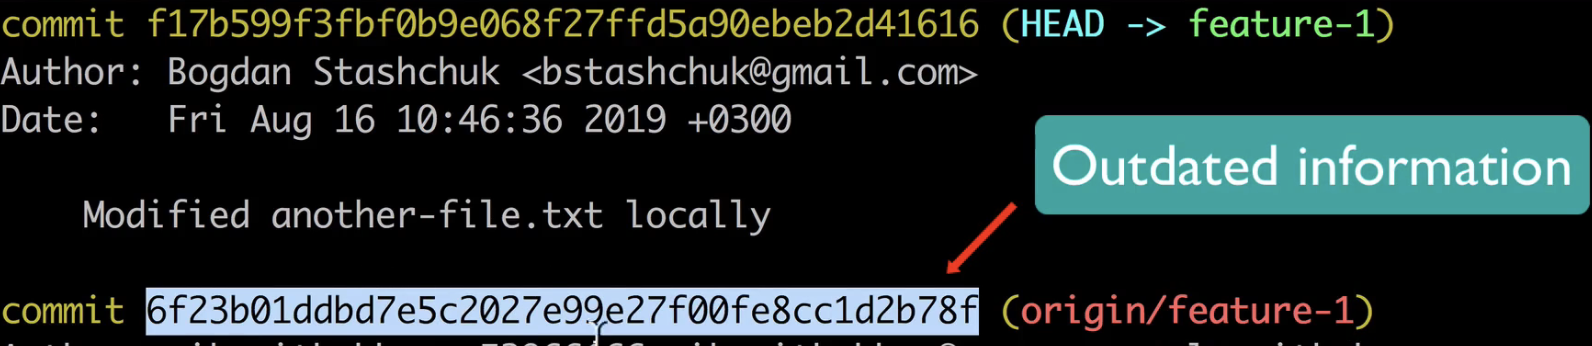 commit f17b599f3fbf0b9e068f27ffd5a90ebeb2d41616 (HEAD -> feature-1)
Author: Bogdan Stashchuk <bstashchuk@gmail.com>
Date:   Fri Aug 16 10:46:36 2019 +0300
Outdated information
Modified another-file.txt locally
commit 6f23b01ddbd7e5c2027e99e27f00fe8cc1d2b78f (origin/feature-1)